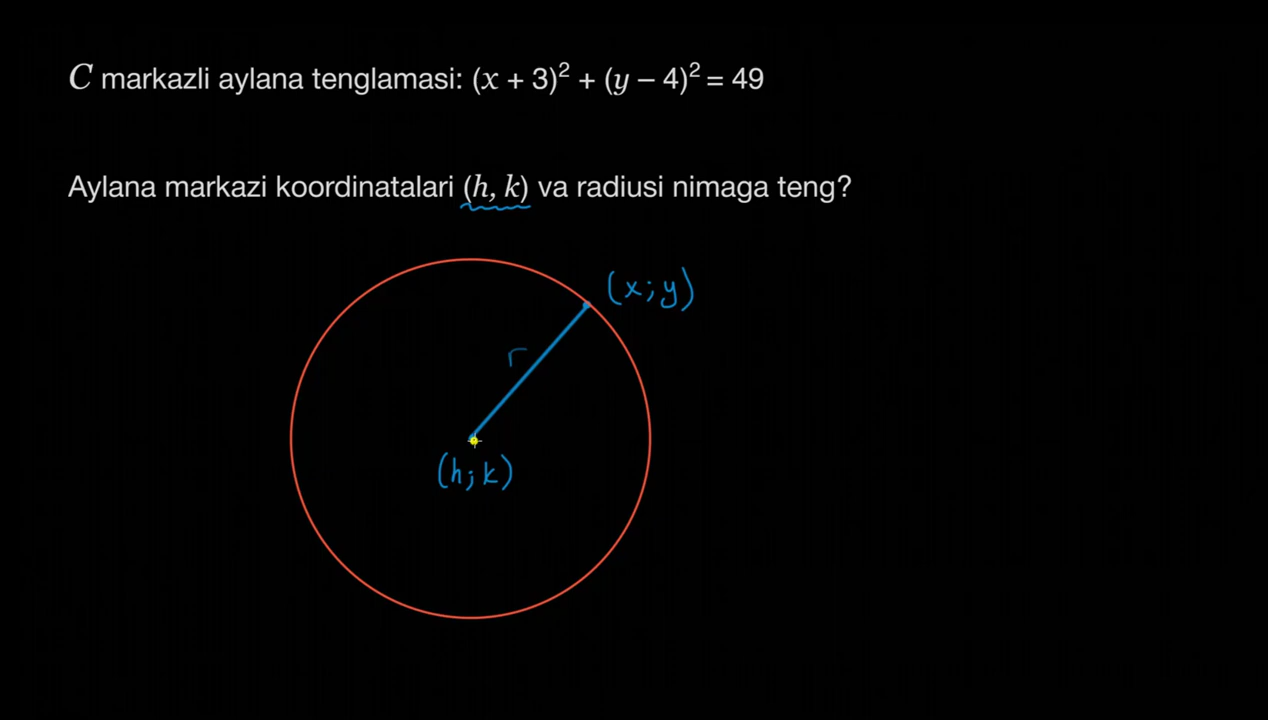 C markazli aylana tenglamasi: (x + 3)² + (y – 4)² = 49
Aylana markazi koordinatalari (h, k) va radiusi nimaga teng?
(x; y)
r
(h; k)